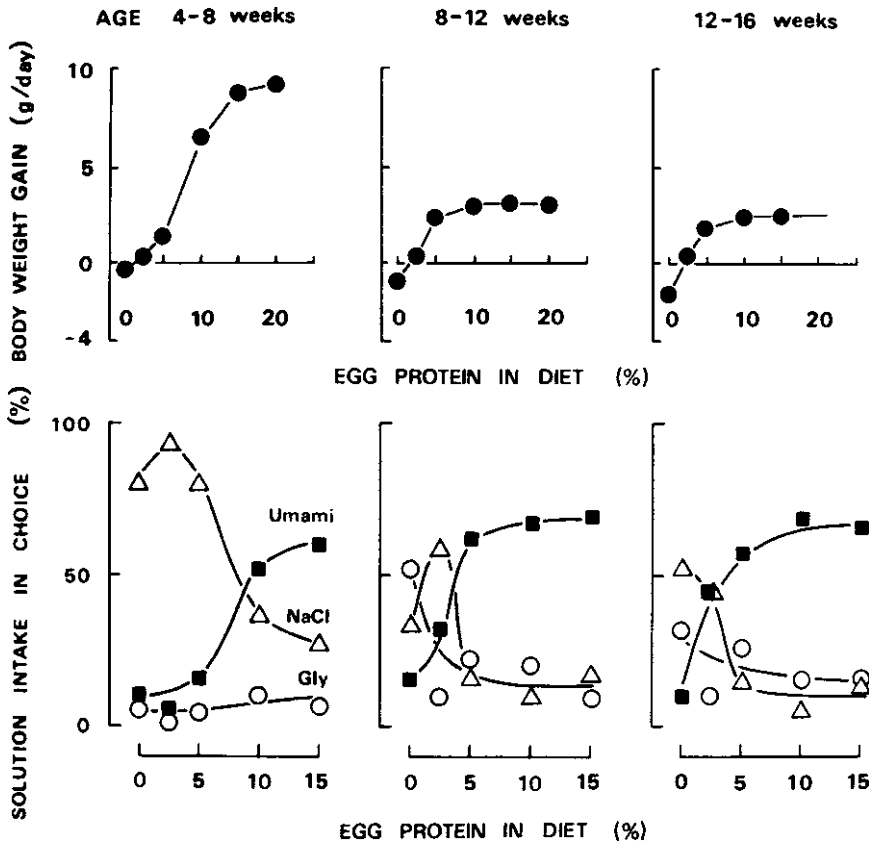 AGE 4-8 weeks 8-12 weeks 12-16 weeks
BODY WEIGHT GAIN (g/day)
10
5
0
-4
0 10 20
0 10 20
0 10 20
EGG PROTEIN IN DIET (%)
SOLUTION INTAKE IN CHOICE (%)
100
50
0
Umami
NaCl
Gly
0 5 10 15
0 5 10 15
0 5 10 15
EGG PROTEIN IN DIET (%)